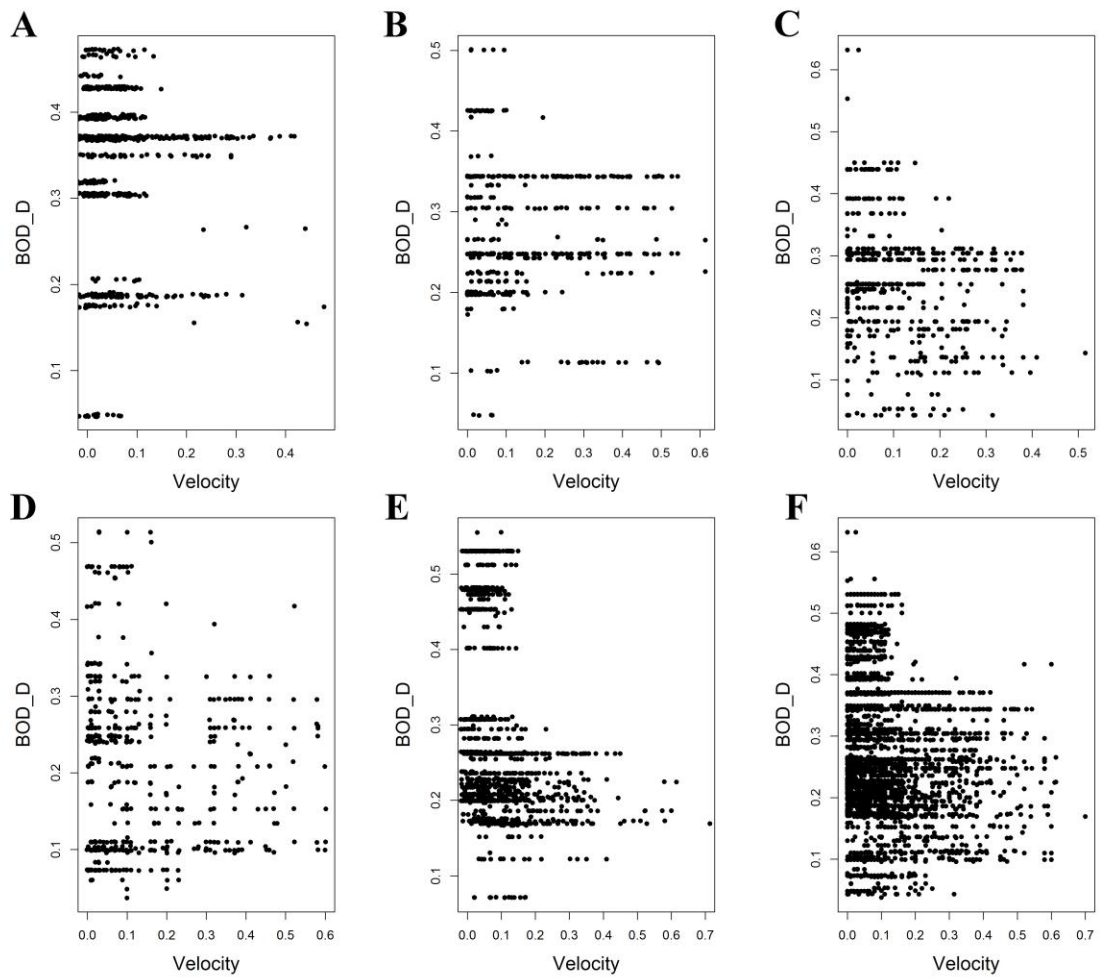 A B C
BOD_D
0.1 0.2 0.3 0.4
0.0 0.1 0.2 0.3 0.4
Velocity
BOD_D
0.1 0.2 0.3 0.4 0.5
0.0 0.1 0.2 0.3 0.4 0.5 0.6
Velocity
BOD_D
0.1 0.2 0.3 0.4 0.5 0.6
0.0 0.1 0.2 0.3 0.4 0.5
Velocity
D E F
BOD_D
0.1 0.2 0.3 0.4 0.5
0.0 0.1 0.2 0.3 0.4 0.5 0.6
Velocity
BOD_D
0.1 0.2 0.3 0.4 0.5
0.0 0.1 0.2 0.3 0.4 0.5 0.6 0.7
Velocity
BOD_D
0.1 0.2 0.3 0.4 0.5 0.6
0.0 0.1 0.2 0.3 0.4 0.5 0.6 0.7
Velocity